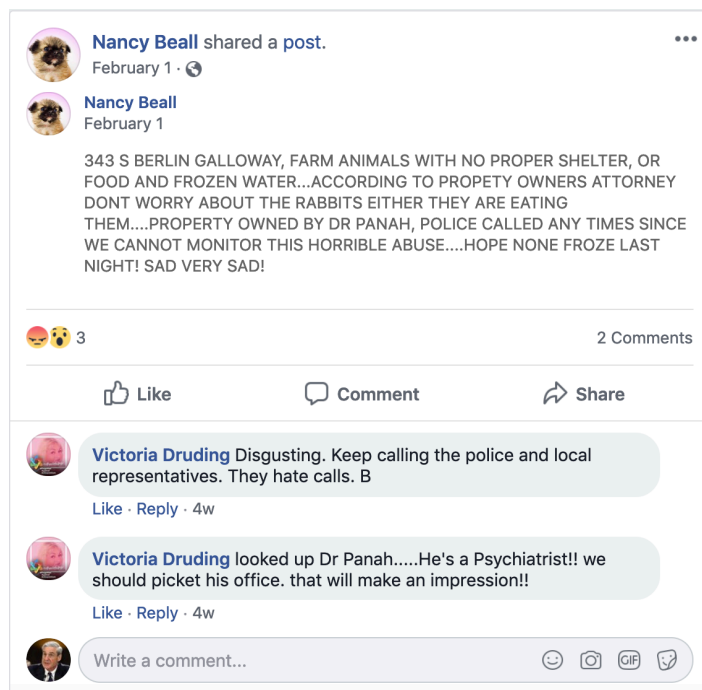 Nancy Beall shared a post.
February 1 ·
Nancy Beall
February 1
343 S BERLIN GALLOWAY, FARM ANIMALS WITH NO PROPER SHELTER, OR
FOOD AND FROZEN WATER...ACCORDING TO PROPETY OWNERS ATTORNEY
DONT WORRY ABOUT THE RABBITS EITHER THEY ARE EATING
THEM....PROPERTY OWNED BY DR PANAH, POLICE CALLED ANY TIMES SINCE
WE CANNOT MONITOR THIS HORRIBLE ABUSE....HOPE NONE FROZE LAST
NIGHT! SAD VERY SAD!
3
2 Comments
Like
Comment
Share
Victoria Druding Disgusting. Keep calling the police and local
representatives. They hate calls. B
Like · Reply · 4w
Victoria Druding looked up Dr Panah.....He's a Psychiatrist!! we
should picket his office. that will make an impression!!
Like · Reply · 4w
Write a comment...
GIF